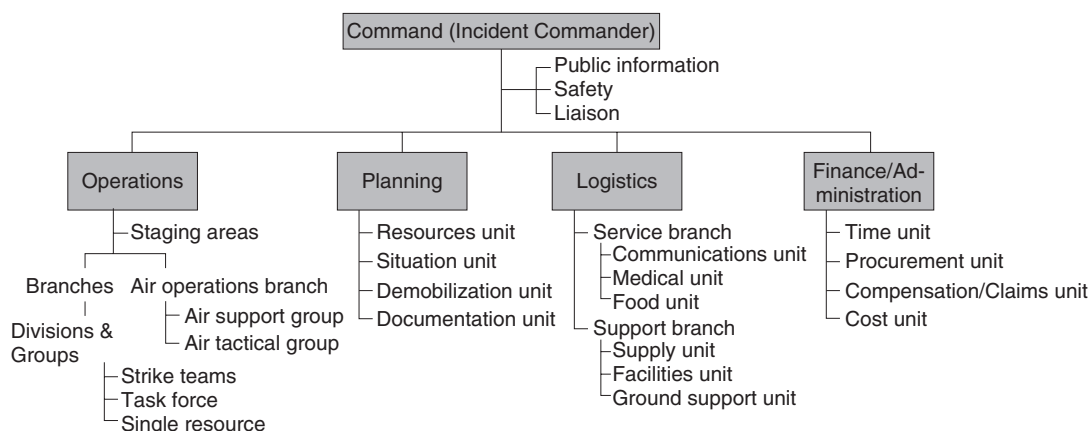 Command (Incident Commander)
Public information
Safety
Liaison
Operations
Staging areas
Branches
Air operations branch
Divisions &
Groups
Air support group
Air tactical group
Strike teams
Task force
Single resource
Planning
Resources unit
Situation unit
Demobilization unit
Documentation unit
Logistics
Service branch
Communications unit
Medical unit
Food unit
Support branch
Supply unit
Facilities unit
Ground support unit
Finance/Ad-
ministration
Time unit
Procurement unit
Compensation/Claims unit
Cost unit